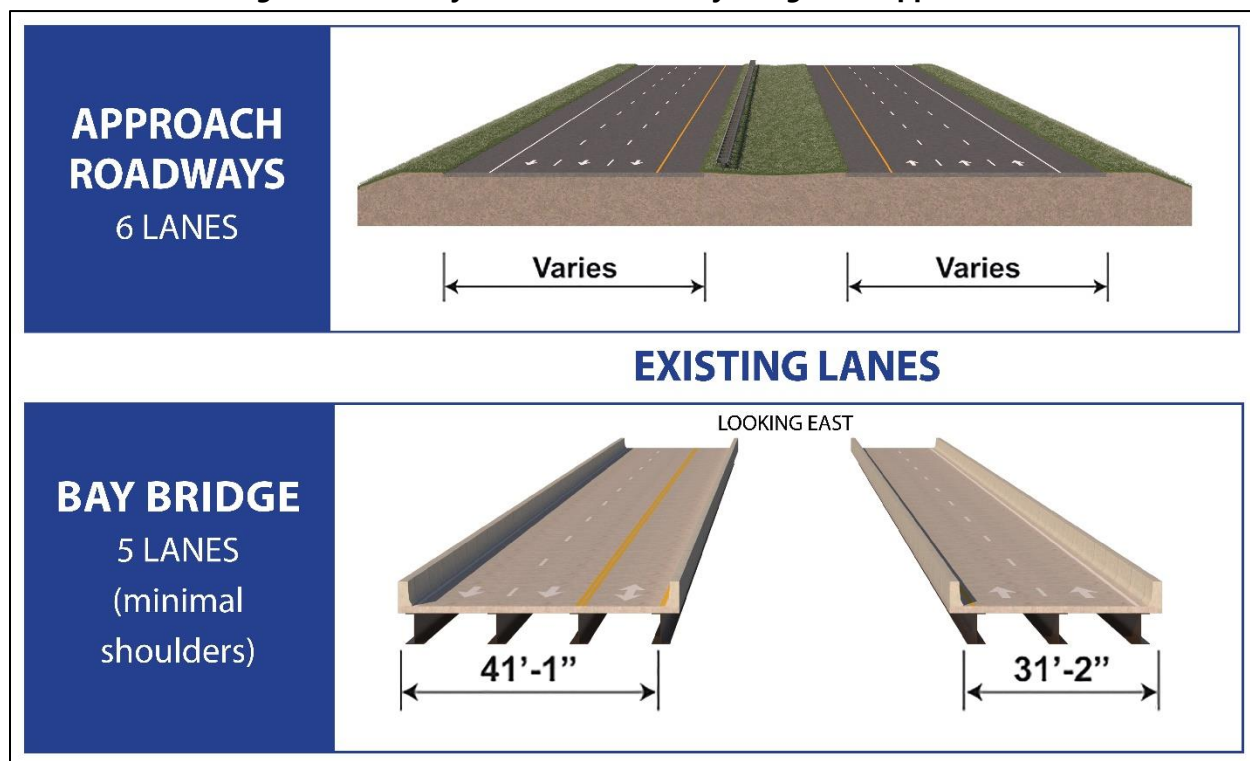 APPROACH
ROADWAYS
6 LANES
Varies
Varies
EXISTING LANES
LOOKING EAST
BAY BRIDGE
5 LANES
(minimal
shoulders)
41’-1”
31’-2”